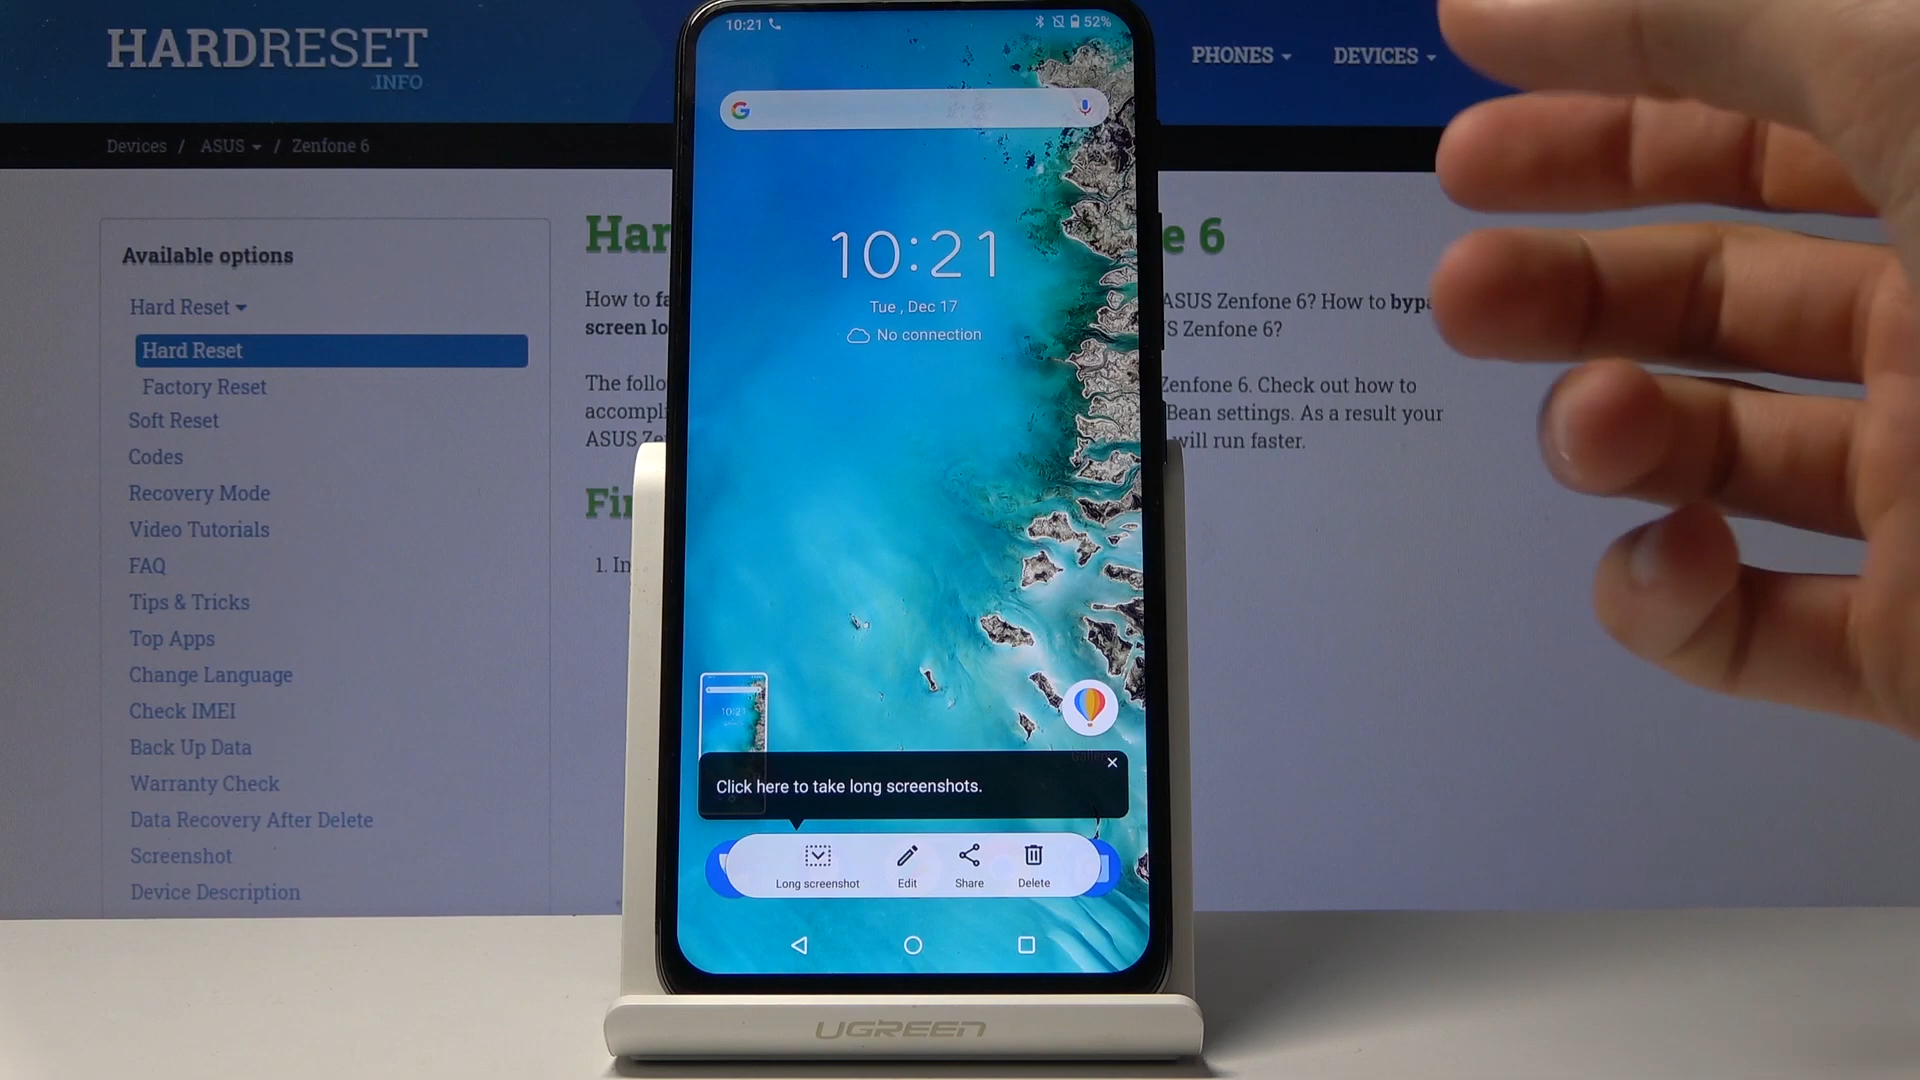 HARDRESET
.INFO
PHONES
DEVICES
Devices / ASUS / Zenfone 6
Available options
Hard Reset
Hard Reset
Factory Reset
Soft Reset
Codes
Recovery Mode
Video Tutorials
FAQ
Tips & Tricks
Top Apps
Change Language
Check IMEI
Back Up Data
Warranty Check
Data Recovery After Delete
Screenshot
Device Description
Har
e 6
How to fa
ASUS Zenfone 6? How to bypa
screen lo
S Zenfone 6?
The follo
Zenfone 6. Check out how to
accompli
Bean settings. As a result your
ASUS Ze
will run faster.
Fi
1. In
10:21
52%
G
10:21
Tue , Dec 17
No connection
10:21
Click here to take long screenshots.
Long screenshot
Edit
Share
Delete
UGREEN